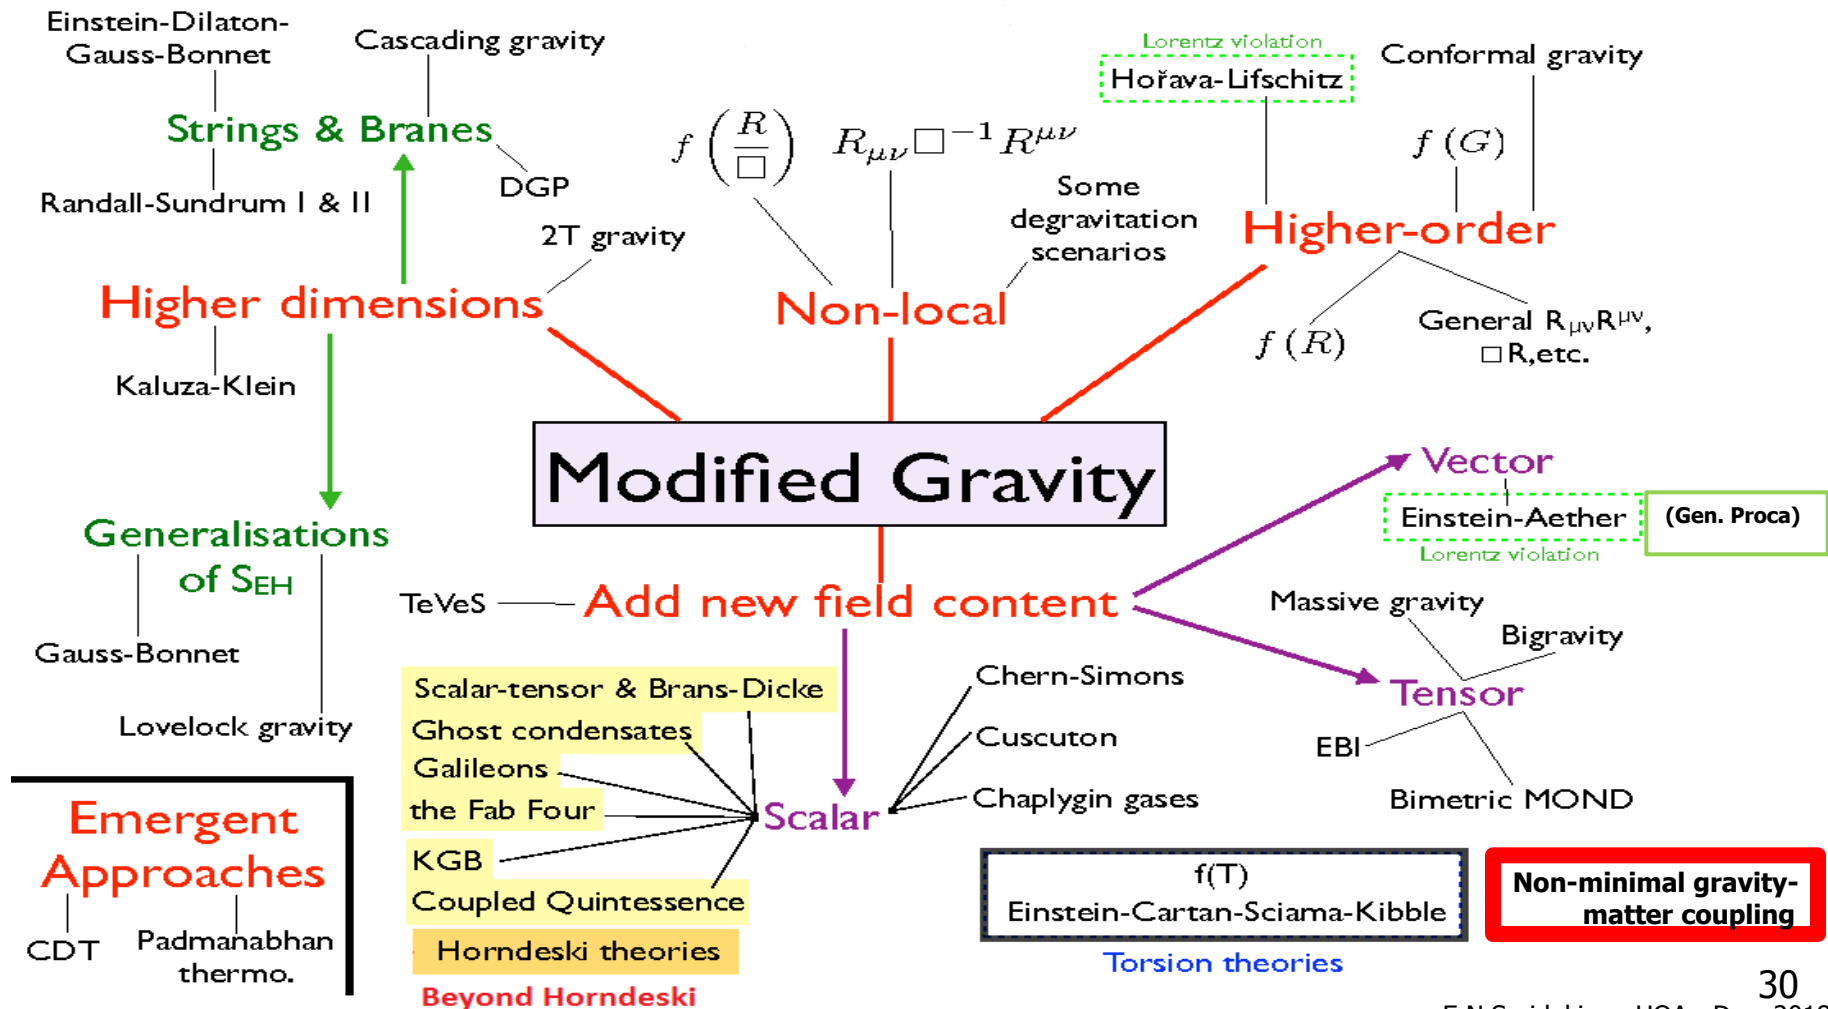 Einstein-Dilaton-
Gauss-Bonnet
Cascading gravity
Strings & Branes
Randall-Sundrum I & II
DGP
2T gravity
Higher dimensions
Kaluza-Klein
Generalisations
of S_EH
Gauss-Bonnet
Lovelock gravity
f(R/□)
R_μν □^−1 R^μν
Some
degravitation
scenarios
Non-local
Lorentz violation
Hořava-Lifschitz
Conformal gravity
f(G)
Higher-order
f(R)
General R_μν R^μν,
□R,etc.
Modified Gravity
Vector
Einstein-Aether
(Gen. Proca)
Lorentz violation
TeVeS
Add new field content
Massive gravity
Bigravity
Tensor
EBI
Bimetric MOND
Scalar-tensor & Brans-Dicke
Ghost condensates
Galileons
the Fab Four
KGB
Coupled Quintessence
Horndeski theories
Beyond Horndeski
Scalar
Chern-Simons
Cuscuton
Chaplygin gases
Emergent
Approaches
CDT
Padmanabhan
thermo.
f(T)
Einstein-Cartan-Sciama-Kibble
Torsion theories
Non-minimal gravity-
matter coupling
30